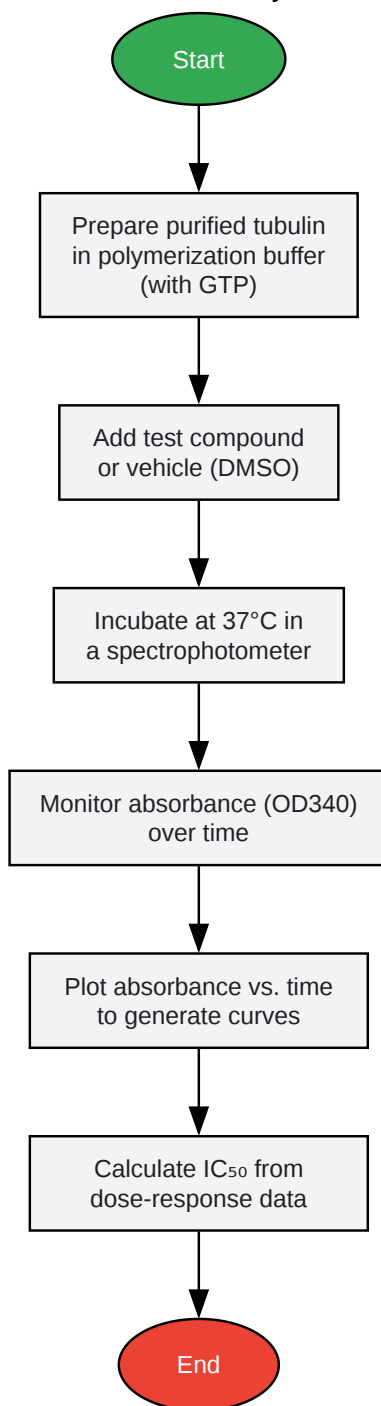 Start
Prepare purified tubulin
in polymerization buffer
(with GTP)
Add test compound
or vehicle (DMSO)
Incubate at 37°C in
a spectrophotometer
Monitor absorbance (OD340)
over time
Plot absorbance vs. time
to generate curves
Calculate IC₅₀ from
dose-response data
End